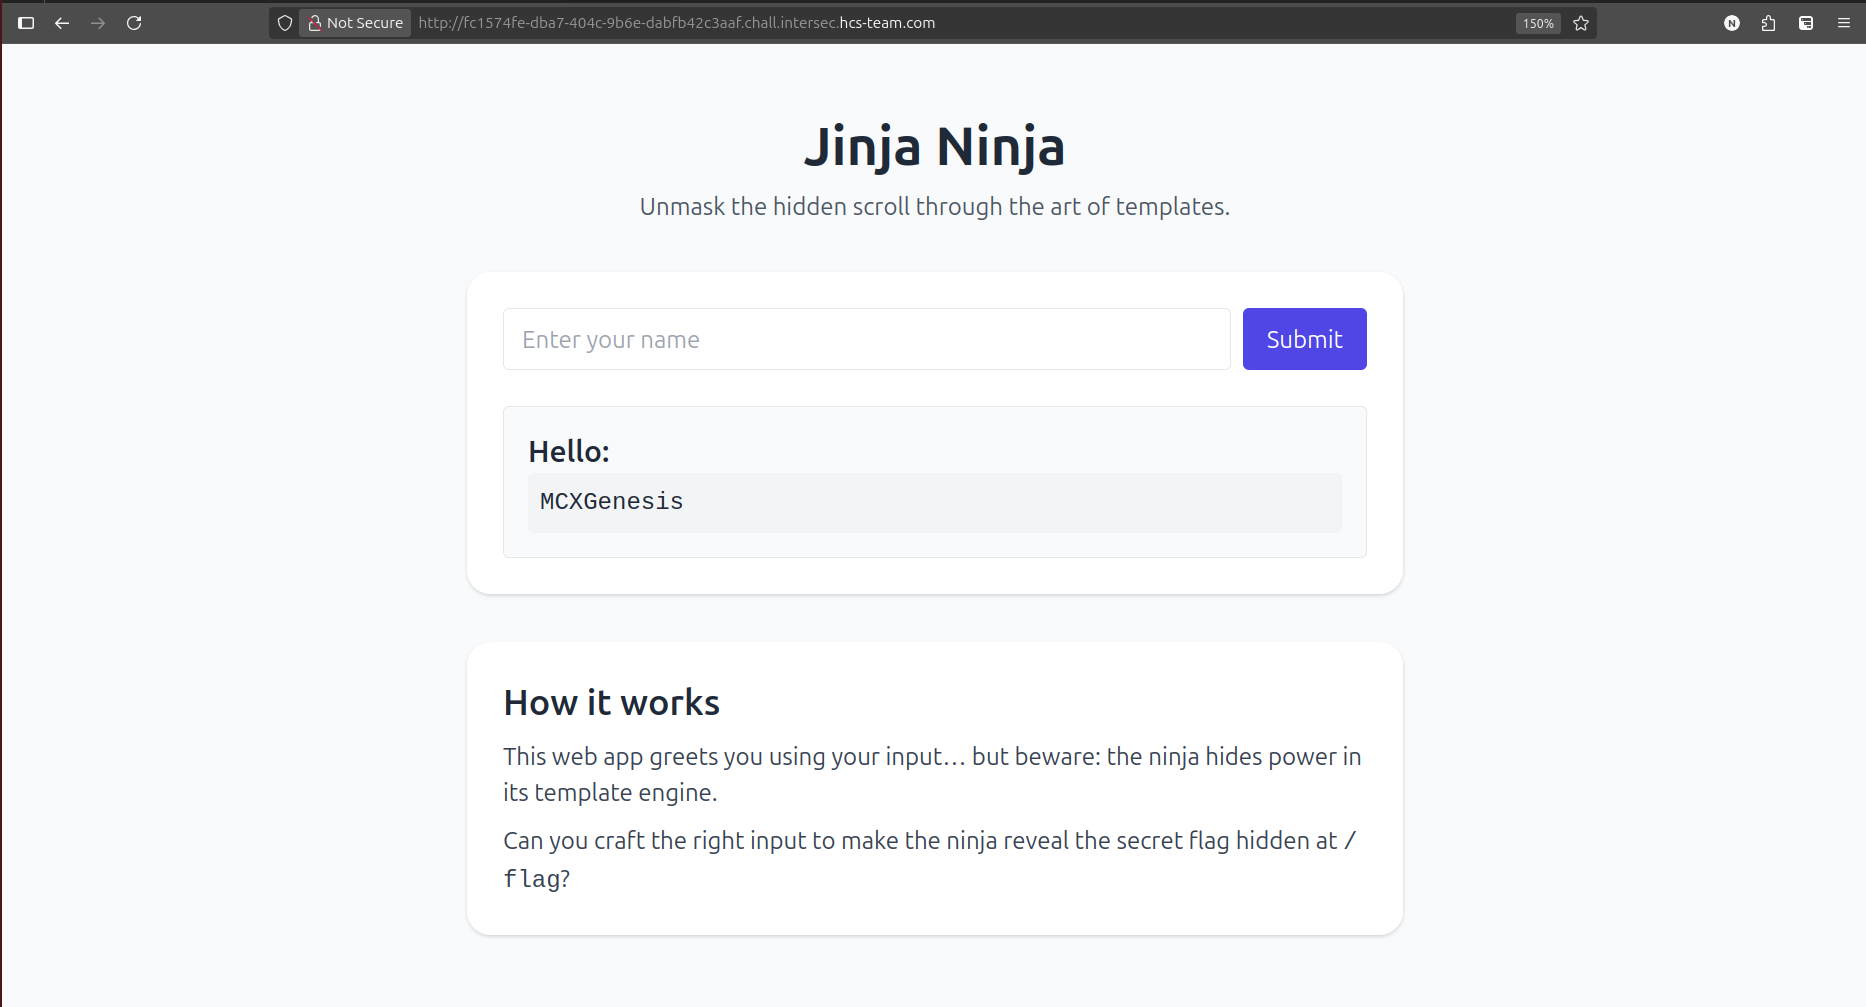 Not Secure http://fc1574fe-dba7-404c-9b6e-dabfb42c3aaf.chall.intersec.hcs-team.com 150% N
Jinja Ninja
Unmask the hidden scroll through the art of templates.
Enter your name Submit
Hello:
MCXGenesis
How it works
This web app greets you using your input… but beware: the ninja hides power in
its template engine.
Can you craft the right input to make the ninja reveal the secret flag hidden at /
flag?